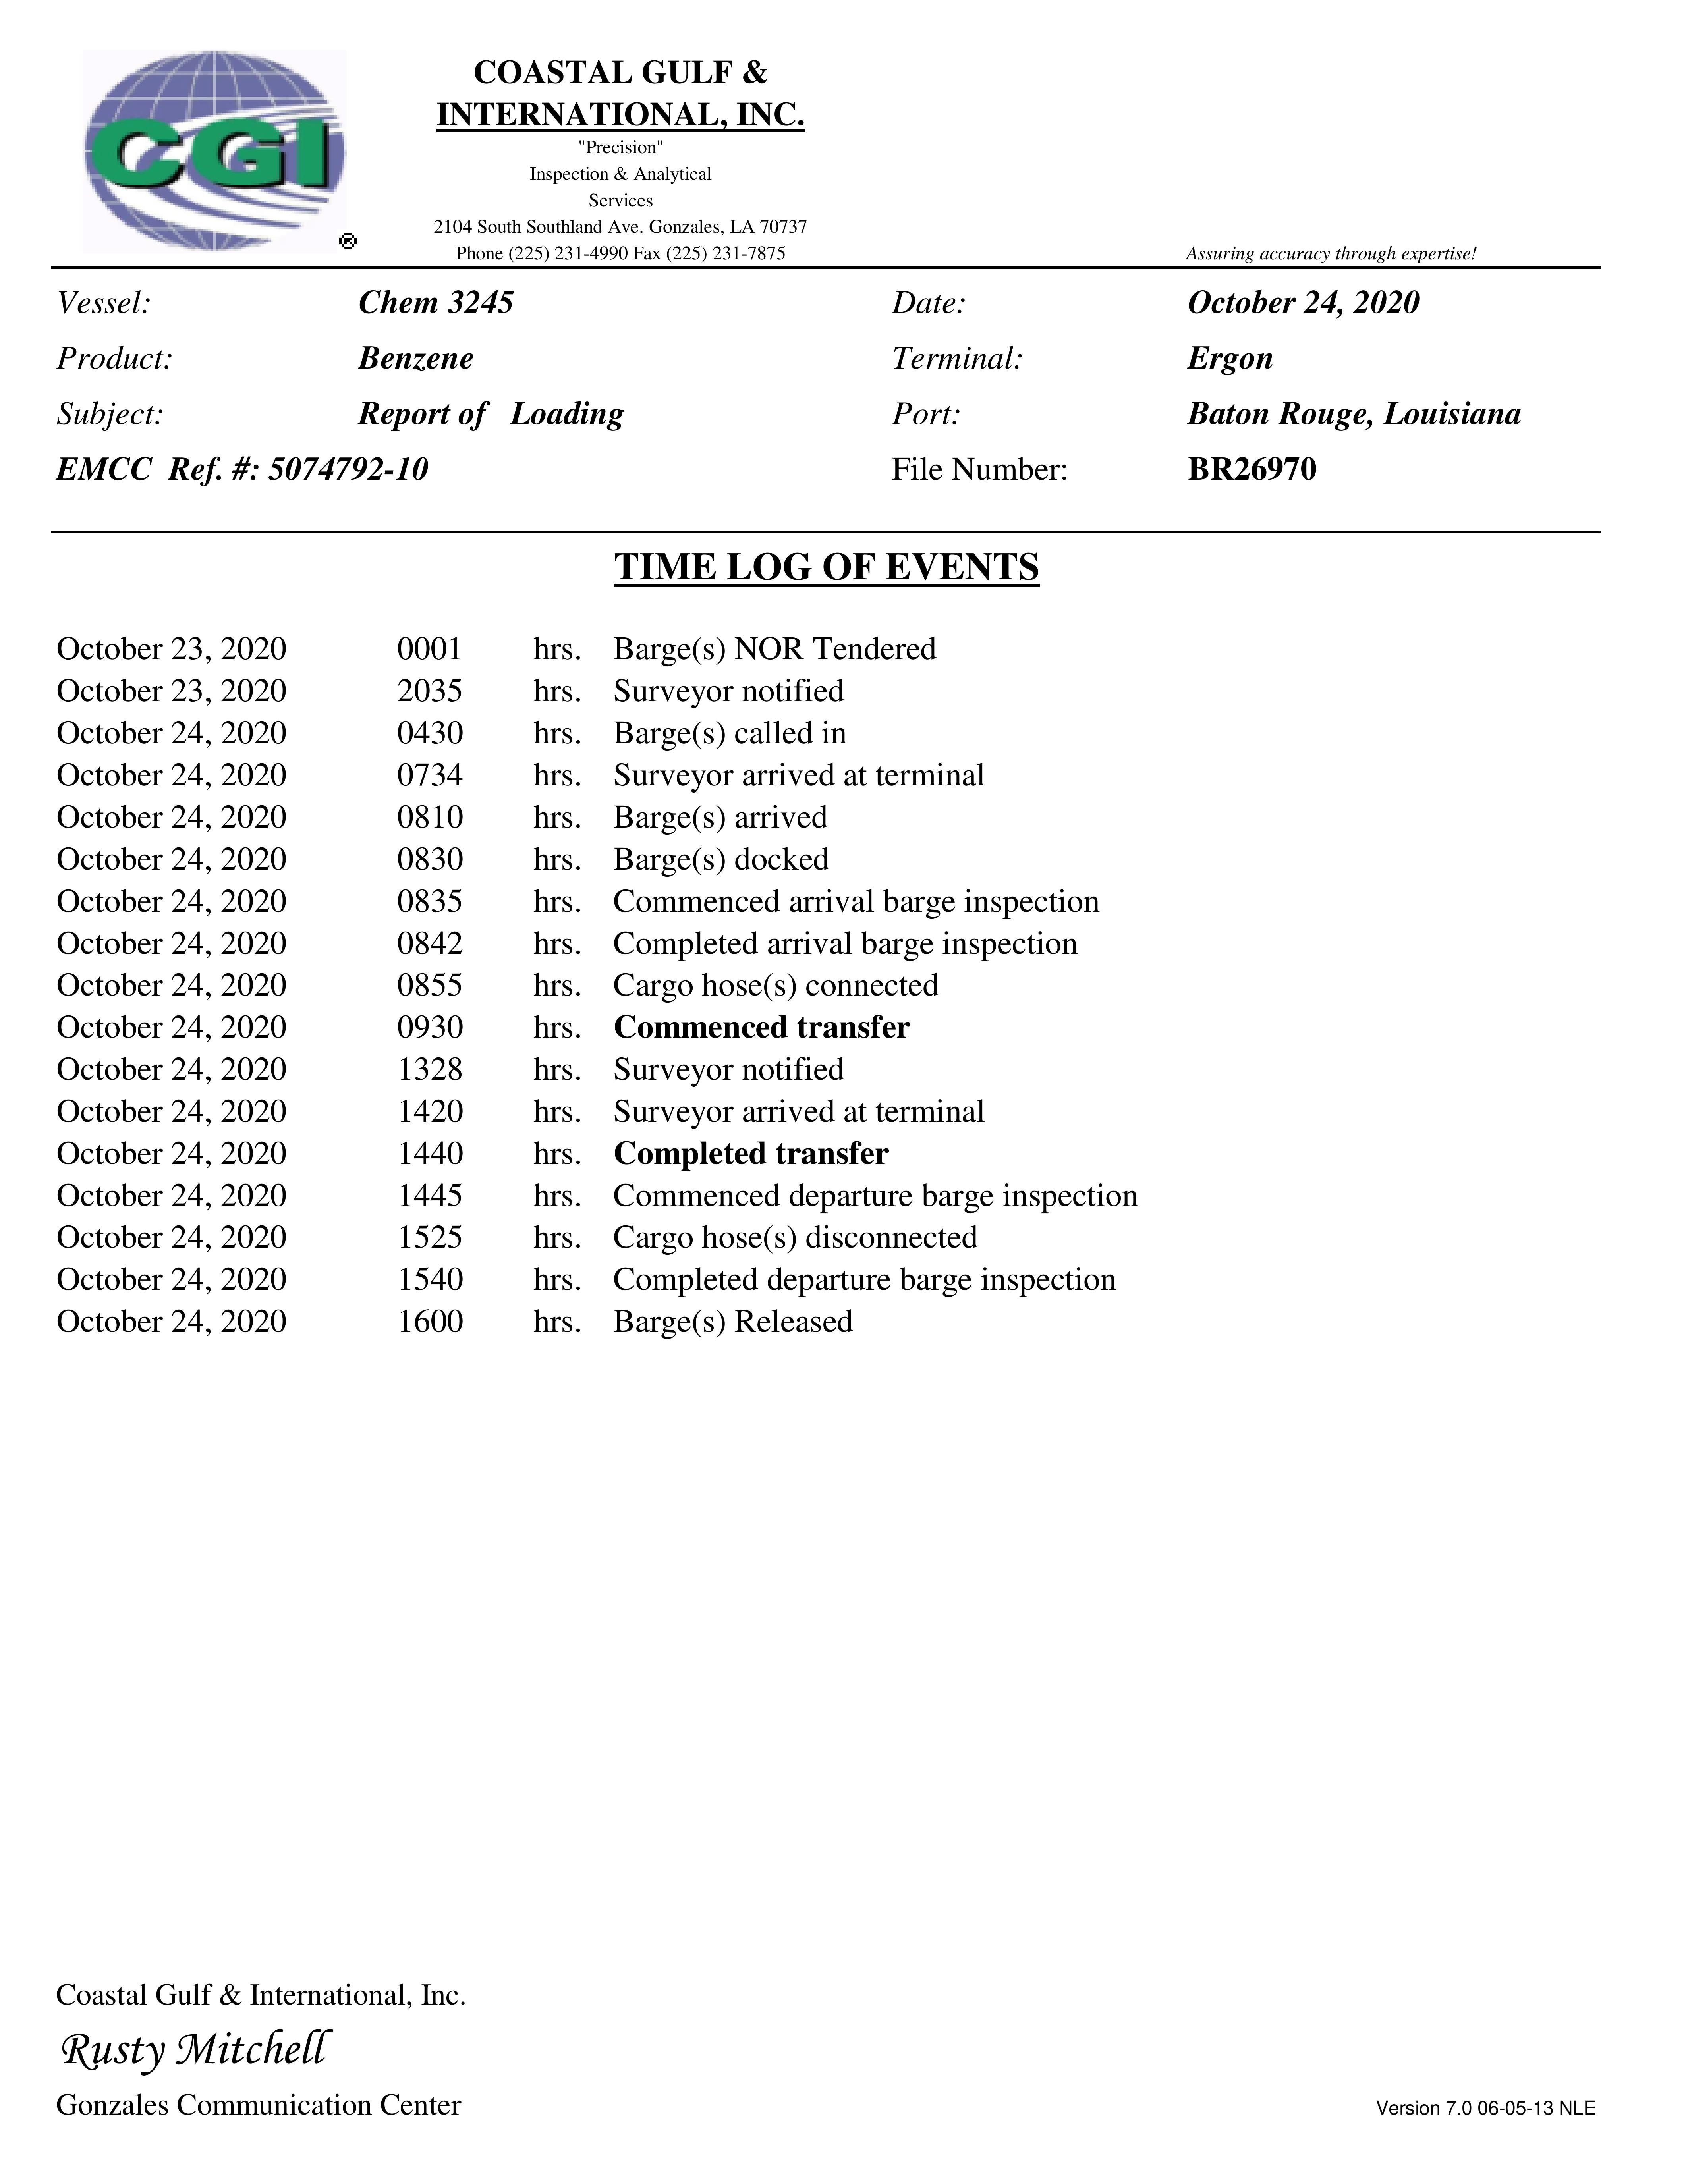 CGI ®
COASTAL GULF &
INTERNATIONAL, INC.
"Precision"
Inspection & Analytical
Services
2104 South Southland Ave. Gonzales, LA 70737
Phone (225) 231-4990 Fax (225) 231-7875
Assuring accuracy through expertise!
Vessel: Chem 3245 Date: October 24, 2020
Product: Benzene Terminal: Ergon
Subject: Report of Loading Port: Baton Rouge, Louisiana
EMCC Ref. #: 5074792-10 File Number: BR26970
TIME LOG OF EVENTS
October 23, 2020 0001 hrs. Barge(s) NOR Tendered
October 23, 2020 2035 hrs. Surveyor notified
October 24, 2020 0430 hrs. Barge(s) called in
October 24, 2020 0734 hrs. Surveyor arrived at terminal
October 24, 2020 0810 hrs. Barge(s) arrived
October 24, 2020 0830 hrs. Barge(s) docked
October 24, 2020 0835 hrs. Commenced arrival barge inspection
October 24, 2020 0842 hrs. Completed arrival barge inspection
October 24, 2020 0855 hrs. Cargo hose(s) connected
October 24, 2020 0930 hrs. Commenced transfer
October 24, 2020 1328 hrs. Surveyor notified
October 24, 2020 1420 hrs. Surveyor arrived at terminal
October 24, 2020 1440 hrs. Completed transfer
October 24, 2020 1445 hrs. Commenced departure barge inspection
October 24, 2020 1525 hrs. Cargo hose(s) disconnected
October 24, 2020 1540 hrs. Completed departure barge inspection
October 24, 2020 1600 hrs. Barge(s) Released
Coastal Gulf & International, Inc.
Rusty Mitchell
Gonzales Communication Center
Version 7.0 06-05-13 NLE